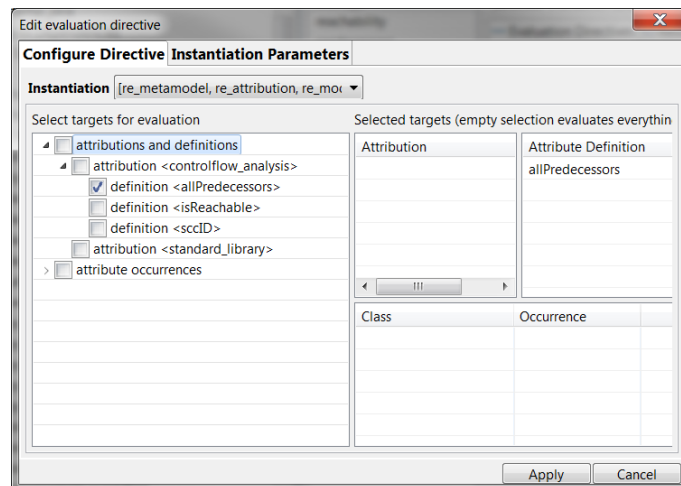 Edit evaluation directive
Configure Directive Instantiation Parameters
Instantiation [re_metamodel, re_attribution, re_mo
Select targets for evaluation
Selected targets (empty selection evaluates everythin
attributions and definitions
attribution <controlflow_analysis>
definition <allPredecessors>
definition <isReachable>
definition <sccID>
attribution <standard_library>
attribute occurrences
Attribution
Attribute Definition
allPredecessors
Class
Occurrence
Apply
Cancel